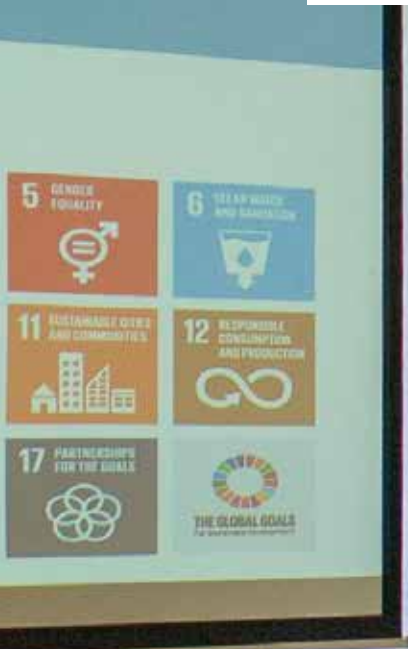 5 GENDER
EQUALITY
6 CLEAN WATER
AND SANITATION
11 SUSTAINABLE CITIES
AND COMMUNITIES
12 RESPONSIBLE
CONSUMPTION
AND PRODUCTION
17 PARTNERSHIPS
FOR THE GOALS
THE GLOBAL GOALS